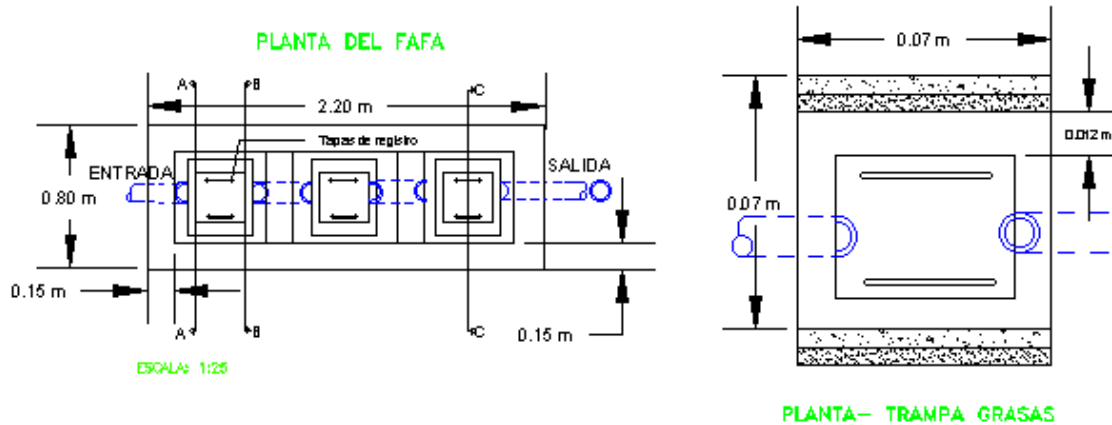 PLANTA DEL FAFA
A
B
C
2.20 m
Tapas de registro
ENTRADA
SALIDA
0.80 m
0.15 m
0.15 m
A
B
C
ESCALA: 1:25
0.07 m
0.012 m
0.07 m
PLANTA- TRAMPA GRASAS